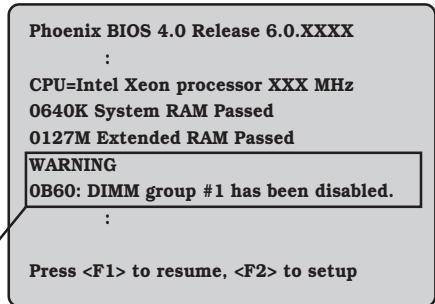 Phoenix BIOS 4.0 Release 6.0.XXXX
:
CPU=Intel Xeon processor XXX MHz
0640K System RAM Passed
0127M Extended RAM Passed
WARNING
0B60: DIMM group #1 has been disabled.
:
Press <F1> to resume, <F2> to setup